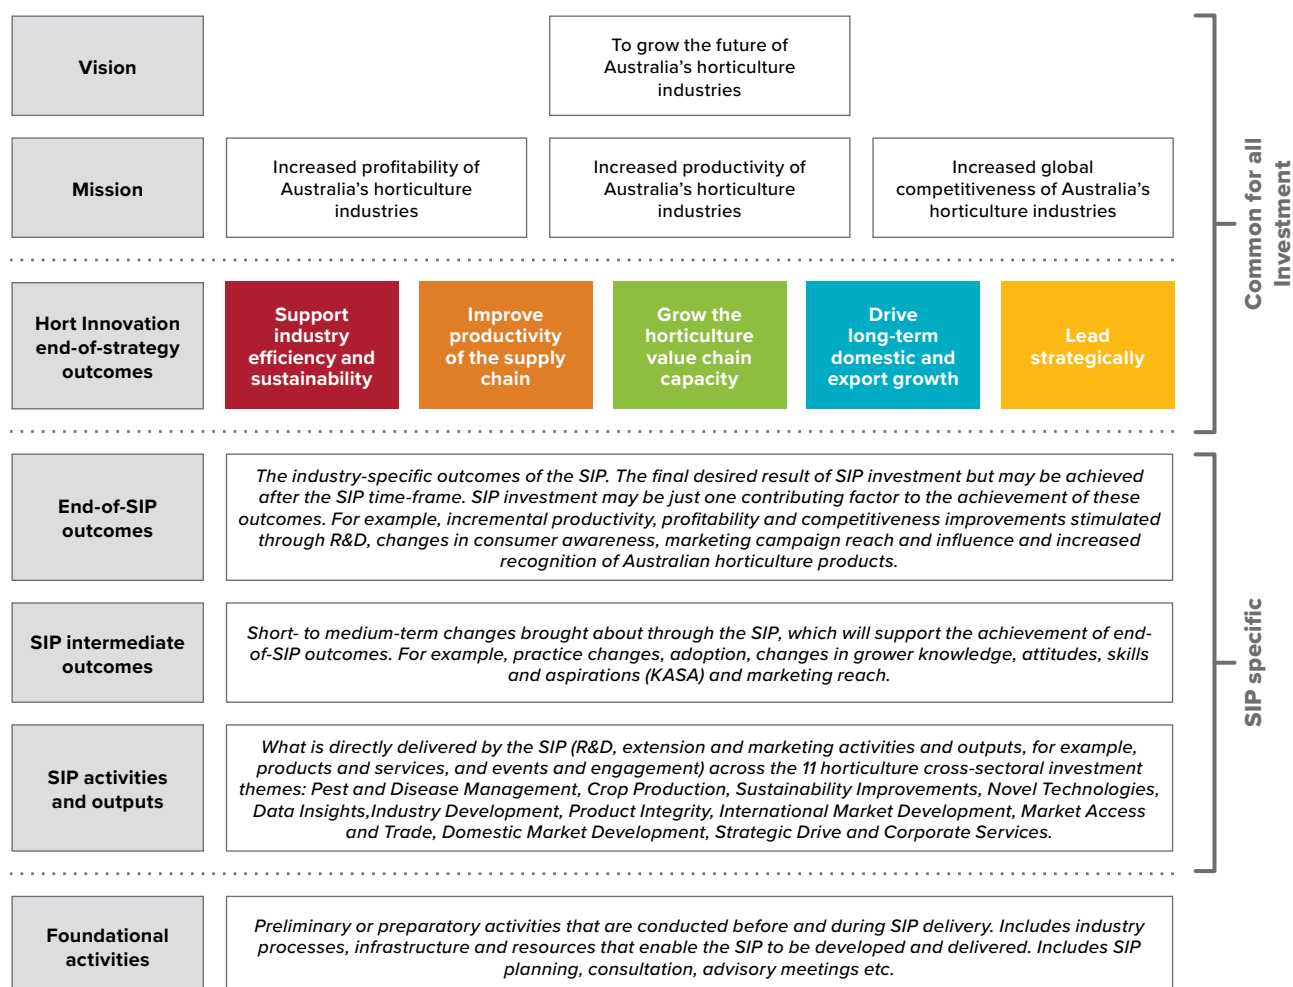 Vision
To grow the future of
Australia’s horticulture
industries
Mission
Increased profitability of
Australia’s horticulture
industries
Increased productivity of
Australia’s horticulture
industries
Increased global
competitiveness of Australia’s
horticulture industries
Common for all
Investment
Hort Innovation
end-of-strategy
outcomes
Support
industry
efficiency and
sustainability
Improve
productivity
of the supply
chain
Grow the
horticulture
value chain
capacity
Drive
long-term
domestic and
export growth
Lead
strategically
End-of-SIP
outcomes
The industry-specific outcomes of the SIP. The final desired result of SIP investment but may be achieved
after the SIP time-frame. SIP investment may be just one contributing factor to the achievement of these
outcomes. For example, incremental productivity, profitability and competitiveness improvements stimulated
through R&D, changes in consumer awareness, marketing campaign reach and influence and increased
recognition of Australian horticulture products.
SIP intermediate
outcomes
Short- to medium-term changes brought about through the SIP, which will support the achievement of end-
of-SIP outcomes. For example, practice changes, adoption, changes in grower knowledge, attitudes, skills
and aspirations (KASA) and marketing reach.
SIP specific
SIP activities
and outputs
What is directly delivered by the SIP (R&D, extension and marketing activities and outputs, for example,
products and services, and events and engagement) across the 11 horticulture cross-sectoral investment
themes: Pest and Disease Management, Crop Production, Sustainability Improvements, Novel Technologies,
Data Insights,Industry Development, Product Integrity, International Market Development, Market Access
and Trade, Domestic Market Development, Strategic Drive and Corporate Services.
Foundational
activities
Preliminary or preparatory activities that are conducted before and during SIP delivery. Includes industry
processes, infrastructure and resources that enable the SIP to be developed and delivered. Includes SIP
planning, consultation, advisory meetings etc.